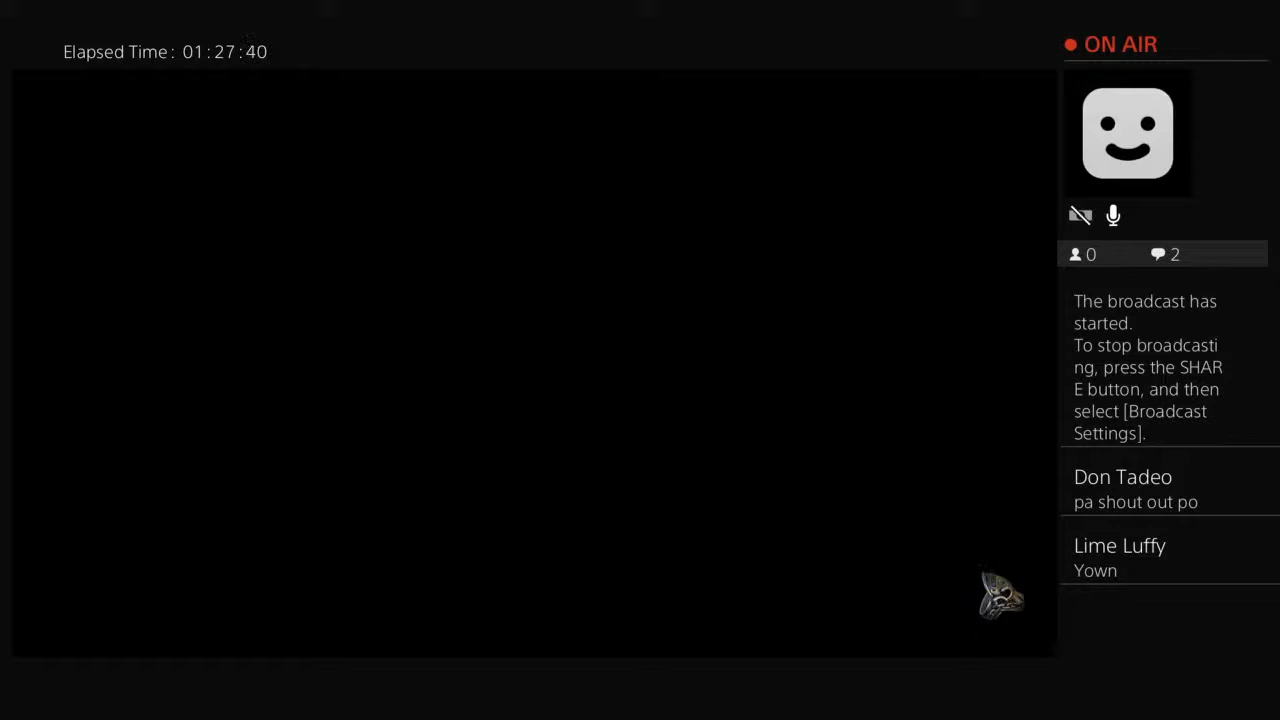 Elapsed Time: 01:27:40
ON AIR
0 2
The broadcast has
started.
To stop broadcasti
ng, press the SHAR
E button, and then
select [Broadcast
Settings].
Don Tadeo
pa shout out po
Lime Luffy
Yown